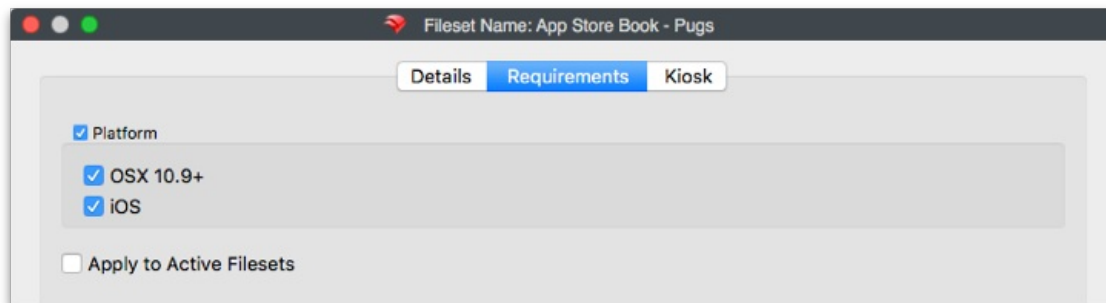 Fileset Name: App Store Book - Pugs
Details Requirements Kiosk
Platform
OSX 10.9+
iOS
Apply to Active Filesets